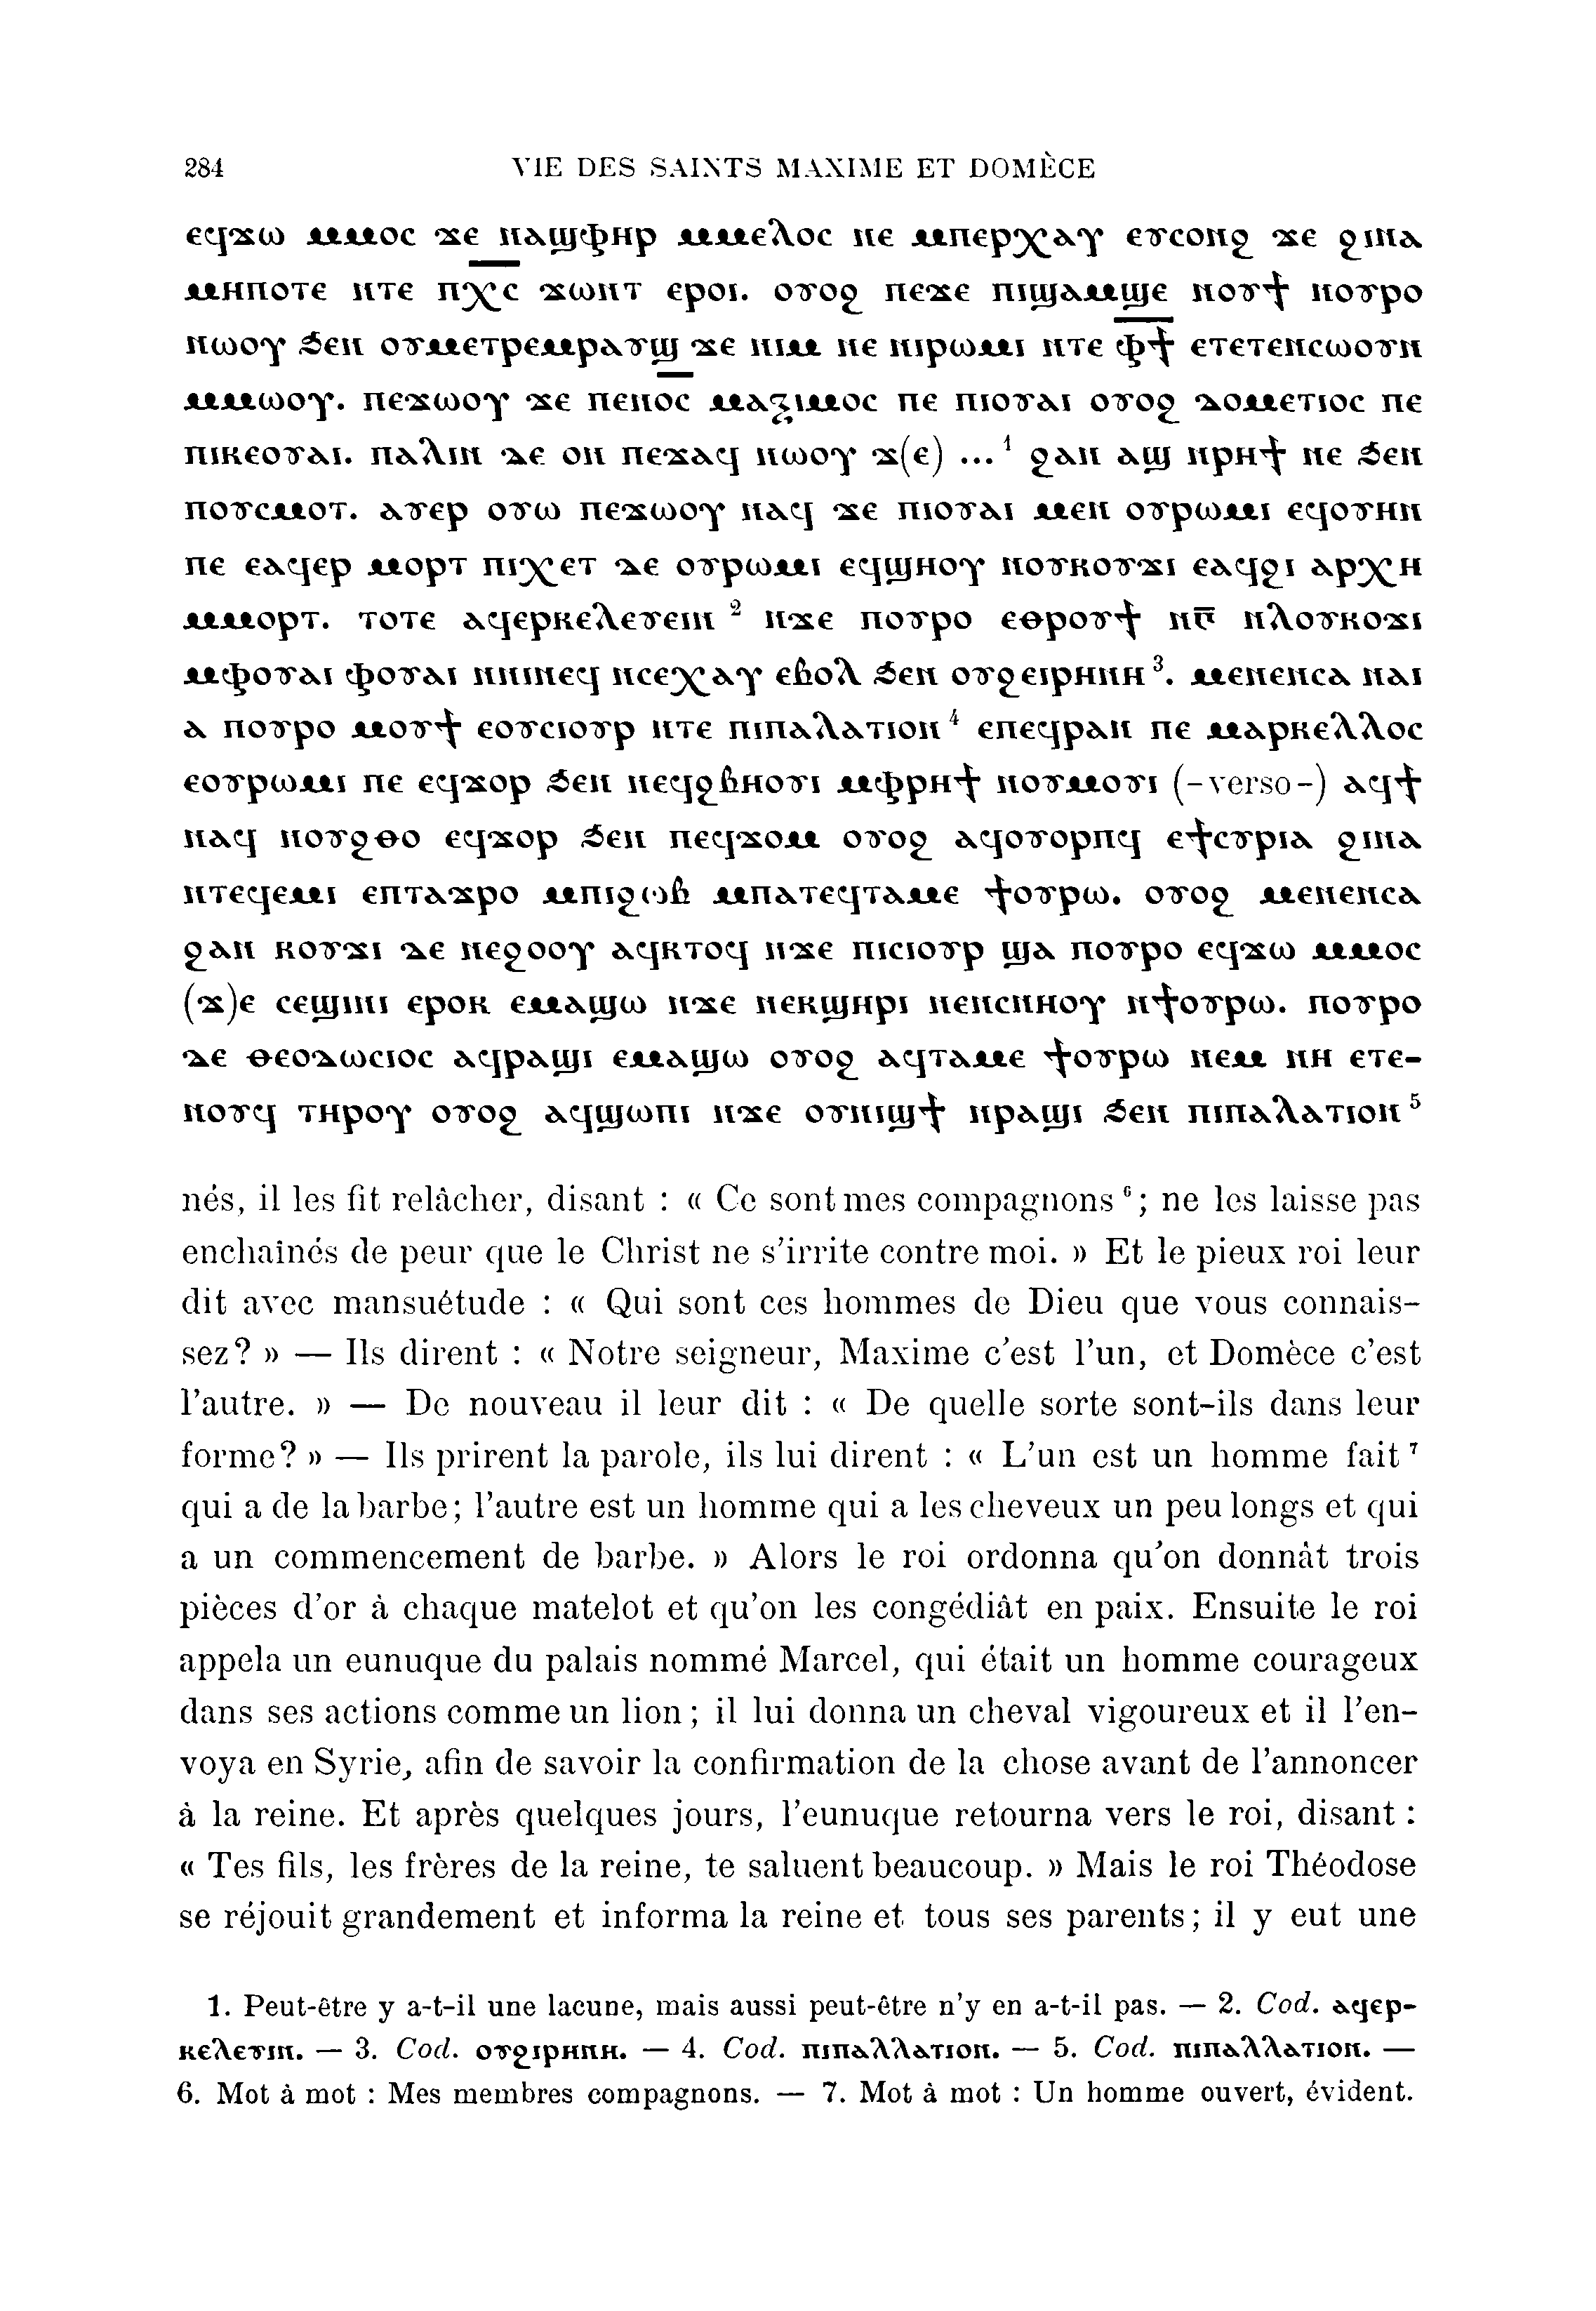 284 VIE DES SAINTS MAXIME ET DOMÈCE
ⲉϥϫⲱ ⲙⲙⲟⲥ ϫⲉ ⲛⲁϣⲫⲏⲣ ⲙⲙⲉⲗⲟⲥ ⲛⲉ ⲙⲡⲉⲣⲭⲁⲩ ⲉⲩⲥⲟⲛϩ ϫⲉ ϩⲓⲛⲁ
ⲙⲏⲡⲟⲧⲉ ⲛⲧⲉ ⲡⲭ̅ⲥ̅ ϫⲱⲛⲧ ⲉⲣⲟⲓ. ⲟⲩⲟϩ ⲡⲉϫⲉ ⲡⲓϣⲁⲙϣⲉ ⲛⲟⲩϯ ⲛⲟⲩⲣⲟ
ⲛⲱⲟⲩ ϧⲉⲛ ⲟⲩⲙⲉⲧⲣⲉⲙⲣⲁⲩϣ ϫⲉ ⲛⲓⲙ ⲛⲉ ⲛⲓⲣⲱⲙⲓ ⲛⲧⲉ ⲫ̅ϯ̅ ⲉⲧⲉⲧⲉⲛⲥⲱⲟⲩⲛ
ⲙⲙⲱⲟⲩ. ⲡⲉϫⲱⲟⲩ ϫⲉ ⲡⲉⲛⲟ̅ⲥ̅ ⲙⲁⲝⲓⲙⲟⲥ ⲡⲉ ⲡⲓⲟⲩⲁⲓ ⲟⲩⲟϩ ⲇⲟⲙⲉⲧⲓⲟⲥ ⲡⲉ
ⲡⲓⲕⲉⲟⲩⲁⲓ. ⲡⲁⲗⲓⲛ ⲇⲉ ⲟⲛ ⲡⲉϫⲁϥ ⲛⲱⲟⲩ ϫ(ⲉ) ...¹ ϩⲁⲛ ⲁϣ ⲛⲣⲏϯ ⲛⲉ ϧⲉⲛ
ⲡⲟⲩⲥⲙⲟⲧ. ⲁⲩⲉⲣ ⲟⲩⲱ ⲡⲉϫⲱⲟⲩ ⲛⲁϥ ϫⲉ ⲡⲓⲟⲩⲁⲓ ⲙⲉⲛ ⲟⲩⲣⲱⲙⲓ ⲉϥⲟⲩⲏⲛ
ⲡⲉ ⲉⲁϥⲉⲣ ⲙⲟⲣⲧ ⲡⲓⲭⲉⲧ ⲇⲉ ⲟⲩⲣⲱⲙⲓ ⲉϥϣⲏⲟⲩ ⲛⲟⲩⲕⲟⲩϫⲓ ⲉⲁϥϩⲓ ⲁⲣⲭⲏ
ⲙⲙⲟⲣⲧ. ⲧⲟⲧⲉ ⲁϥⲉⲣⲕⲉⲗⲉⲩⲉⲓⲛ ² ⲛϫⲉ ⲡⲟⲩⲣⲟ ⲉⲑⲣⲟⲩϯ ⲛⲅ̅ ⲛⲗⲟⲩⲕⲟϫⲓ
ⲙⲫⲟⲩⲁⲓ ⲫⲟⲩⲁⲓ ⲛⲛⲓⲛⲉϥ ⲛⲥⲉⲭⲁⲩ ⲉⲃⲟⲗ ϧⲉⲛ ⲟⲩϩⲉⲓⲣⲏⲛⲏ ³. ⲙⲉⲛⲉⲛⲥⲁ ⲛⲁⲓ
ⲁ ⲡⲟⲩⲣⲟ ⲙⲟⲩϯ ⲉⲟⲩⲥⲓⲟⲩⲣ ⲛⲧⲉ ⲡⲓⲡⲁⲗⲁⲧⲓⲟⲛ ⁴ ⲉⲡⲉϥⲣⲁⲛ ⲡⲉ ⲙⲁⲣⲕⲉⲗⲗⲟⲥ
ⲉⲟⲩⲣⲱⲙⲓ ⲡⲉ ⲉϥϫⲟⲣ ϧⲉⲛ ⲛⲉϥϩⲃⲏⲟⲩⲓ ⲙⲫⲣⲏϯ ⲛⲟⲩⲙⲟⲩⲓ (-verso-) ⲁϥϯ
ⲛⲁϥ ⲛⲟⲩϩⲑⲟ ⲉϥϫⲟⲣ ϧⲉⲛ ⲡⲉϥϫⲟⲙ ⲟⲩⲟϩ ⲁϥⲟⲩⲟⲣⲡϥ ⲉϯⲥⲩⲣⲓⲁ ϩⲓⲛⲁ
ⲛⲧⲉϥⲉⲙⲓ ⲉⲡⲧⲁϫⲣⲟ ⲙⲡⲓϩⲱⲃ ⲙⲡⲁⲧⲉϥⲧⲁⲙⲉ ϯⲟⲩⲣⲱ. ⲟⲩⲟϩ ⲙⲉⲛⲉⲛⲥⲁ
ϩⲁⲛ ⲕⲟⲩϫⲓ ⲇⲉ ⲛⲉϩⲟⲟⲩ ⲁϥⲕⲧⲟϥ ⲛϫⲉ ⲡⲓⲥⲓⲟⲩⲣ ϣⲁ ⲡⲟⲩⲣⲟ ⲉϥϫⲱ ⲙⲙⲟⲥ
(ϫ)ⲉ ⲥⲉϣⲓⲛⲓ ⲉⲣⲟⲕ ⲉⲙⲁϣⲱ ⲛϫⲉ ⲛⲉⲕϣⲏⲣⲓ ⲛⲉⲛⲥⲛⲏⲟⲩ ⲛϯⲟⲩⲣⲱ. ⲡⲟⲩⲣⲟ
ⲇⲉ ⲑⲉⲟⲇⲱⲥⲓⲟⲥ ⲁϥⲣⲁϣⲓ ⲉⲙⲁϣⲱ ⲟⲩⲟϩ ⲁϥⲧⲁⲙⲉ ϯⲟⲩⲣⲱ ⲛⲉⲙ ⲛⲏ ⲉⲧⲉ-
ⲛⲟⲩϥ ⲧⲏⲣⲟⲩ ⲟⲩⲟϩ ⲁϥϣⲱⲡⲓ ⲛϫⲉ ⲟⲩⲛⲓϣϯ ⲛⲣⲁϣⲓ ϧⲉⲛ ⲡⲓⲡⲁⲗⲁⲧⲓⲟⲛ ⁵
nés, il les fit relâcher, disant : « Ce sont mes compagnons ⁶; ne les laisse pas
enchaînés de peur que le Christ ne s'irrite contre moi. » Et le pieux roi leur
dit avec mansuétude : « Qui sont ces hommes de Dieu que vous connais-
sez? » — Ils dirent : « Notre seigneur, Maxime c'est l'un, et Domèce c'est
l'autre. » — De nouveau il leur dit : « De quelle sorte sont-ils dans leur
forme? » — Ils prirent la parole, ils lui dirent : « L'un est un homme fait ⁷
qui a de la barbe; l'autre est un homme qui a les cheveux un peu longs et qui
a un commencement de barbe. » Alors le roi ordonna qu'on donnât trois
pièces d'or à chaque matelot et qu'on les congédiât en paix. Ensuite le roi
appela un eunuque du palais nommé Marcel, qui était un homme courageux
dans ses actions comme un lion ; il lui donna un cheval vigoureux et il l'en-
voya en Syrie, afin de savoir la confirmation de la chose avant de l'annoncer
à la reine. Et après quelques jours, l'eunuque retourna vers le roi, disant :
« Tes fils, les frères de la reine, te saluent beaucoup. » Mais le roi Théodose
se réjouit grandement et informa la reine et tous ses parents; il y eut une
1. Peut-être y a-t-il une lacune, mais aussi peut-être n'y en a-t-il pas. — 2. Cod. ⲁϥⲉⲣ-
ⲕⲉⲗⲉⲩⲓⲛ. — 3. Cod. ⲟⲩϩⲓⲣⲏⲛⲏ. — 4. Cod. ⲡⲓⲡⲁⲗⲗⲁⲧⲓⲟⲛ. — 5. Cod. ⲡⲓⲡⲁⲗⲗⲁⲧⲓⲟⲛ. —
6. Mot à mot : Mes membres compagnons. — 7. Mot à mot : Un homme ouvert, évident.